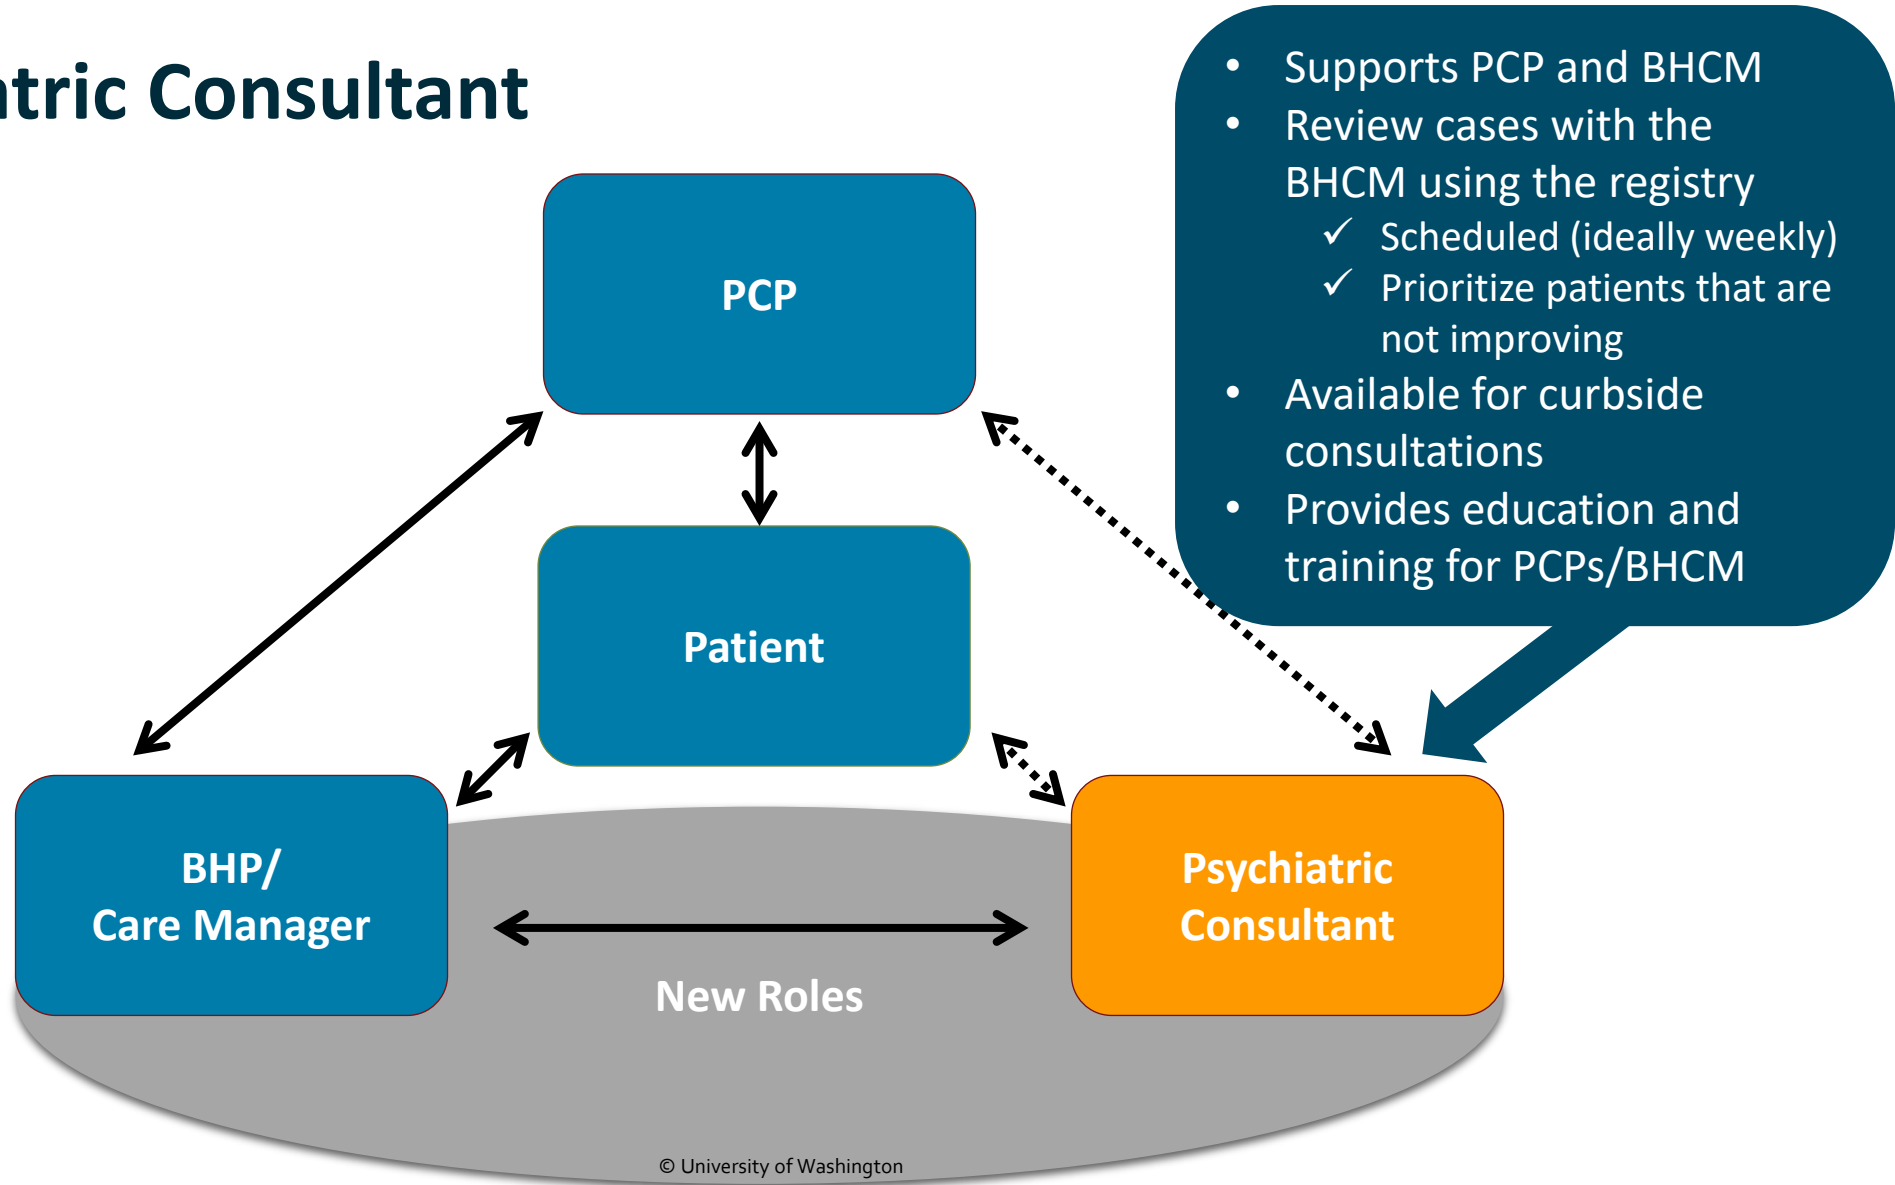 tric Consultant
• Supports PCP and BHCM
• Review cases with the
BHCM using the registry
✓ Scheduled (ideally weekly)
✓ Prioritize patients that are
not improving
• Available for curbside
consultations
• Provides education and
training for PCPs/BHCM
PCP
Patient
BHP/
Care Manager
Psychiatric
Consultant
New Roles
© University of Washington